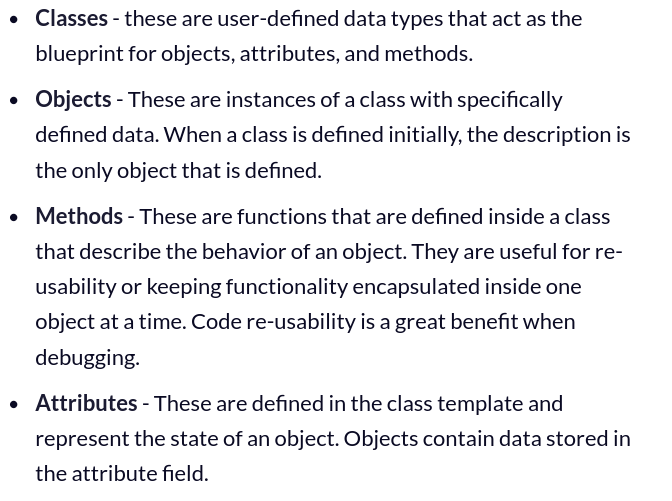 • Classes - these are user-defined data types that act as the
blueprint for objects, attributes, and methods.
• Objects - These are instances of a class with specifically
defined data. When a class is defined initially, the description is
the only object that is defined.
• Methods - These are functions that are defined inside a class
that describe the behavior of an object. They are useful for re-
usability or keeping functionality encapsulated inside one
object at a time. Code re-usability is a great benefit when
debugging.
• Attributes - These are defined in the class template and
represent the state of an object. Objects contain data stored in
the attribute field.